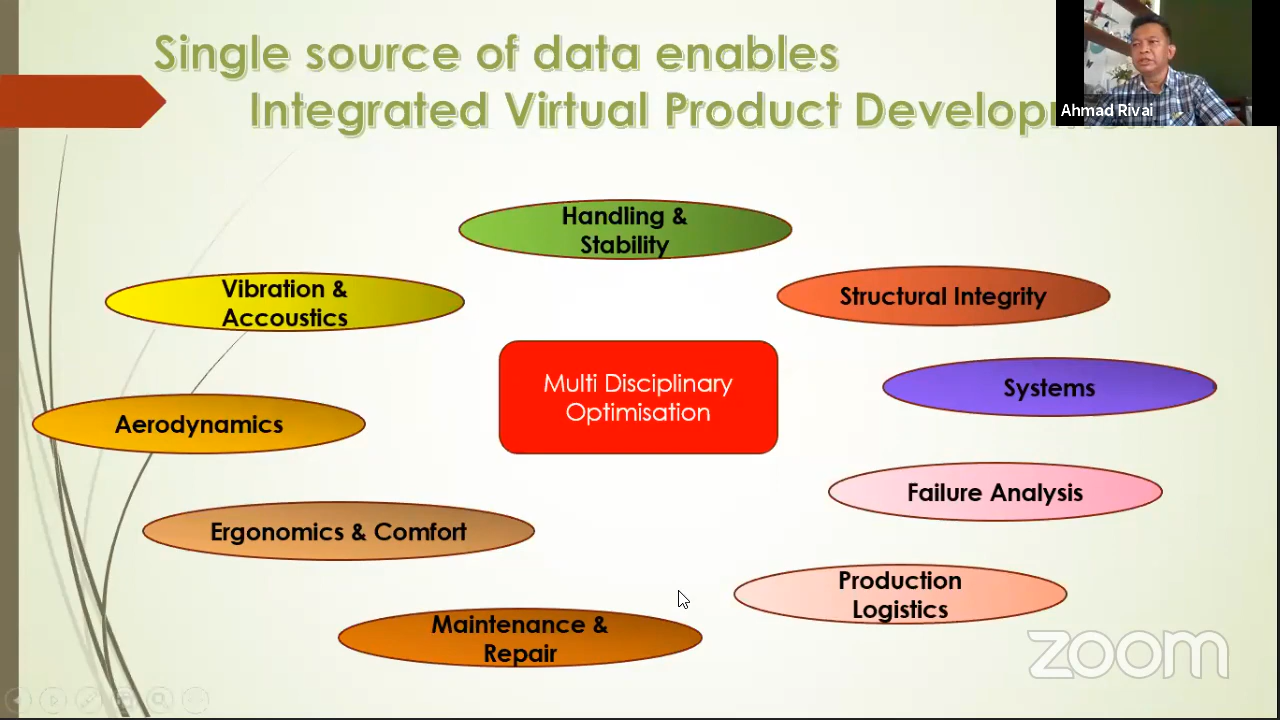 Single source of data enables
Integrated Virtual Product
Ahmad Rivai
Handling &
Stability
Vibration &
Accoustics
Structural Integrity
Multi Disciplinary
Optimisation
Systems
Aerodynamics
Failure Analysis
Ergonomics & Comfort
Production
Logistics
Maintenance &
Repair
zoom